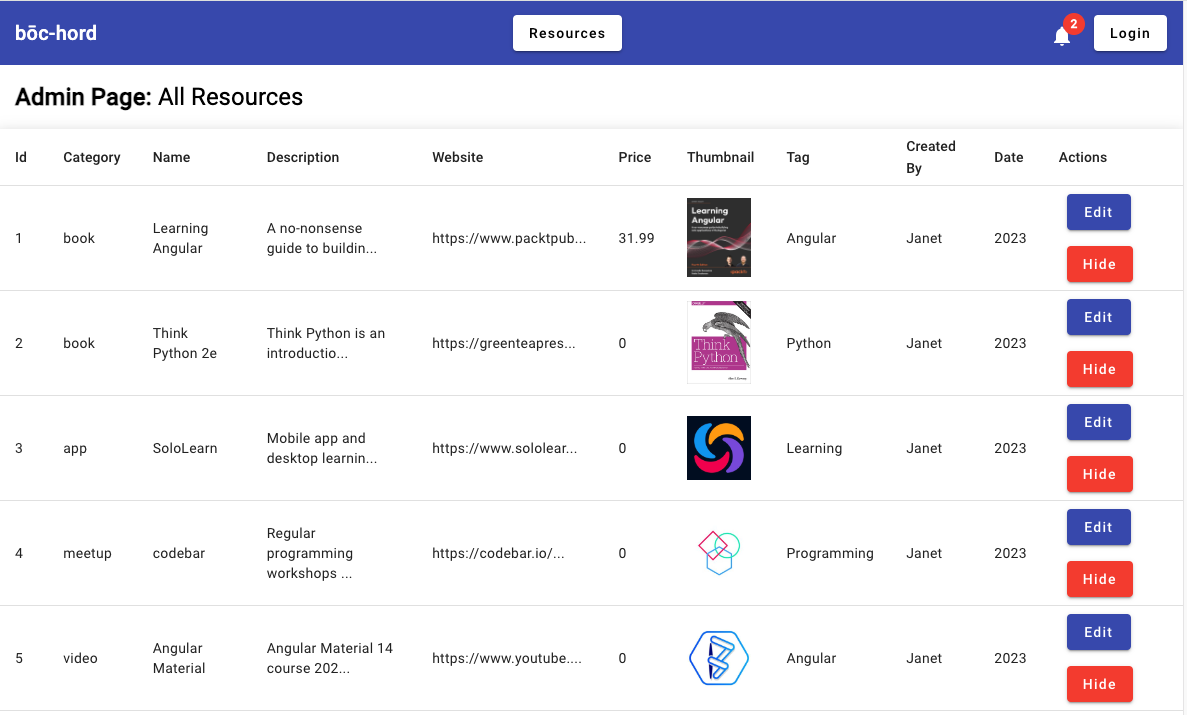 bōc-hord
Resources
2
Login
Admin Page: All Resources
Id Category Name Description Website Price Thumbnail Tag Created By Date Actions
1 book Learning Angular A no-nonsense guide to buildin... https://www.packtpub... 31.99 Angular Janet 2023 Edit Hide
Learning
Angular
2 book Think Python 2e Think Python is an introductio... https://greenteapres... 0 Python Janet 2023 Edit Hide
Think
Python
3 app SoloLearn Mobile app and desktop learnin... https://www.sololear... 0 Learning Janet 2023 Edit Hide
4 meetup codebar Regular programming workshops ... https://codebar.io/... 0 Programming Janet 2023 Edit Hide
5 video Angular Material Angular Material 14 course 202... https://www.youtube.... 0 Angular Janet 2023 Edit Hide